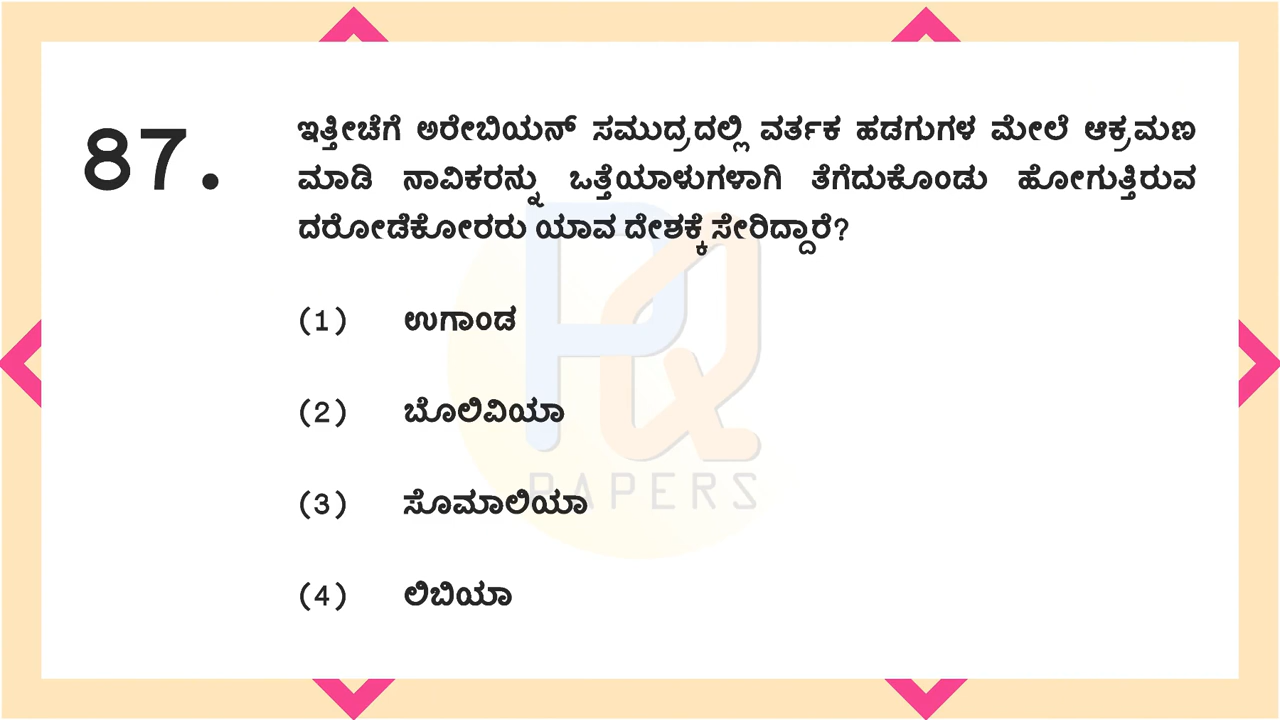 87.
ಇತ್ತೀಚೆಗೆ ಅರೇಬಿಯನ್ ಸಮುದ್ರದಲ್ಲಿ ವರ್ತಕ ಹಡಗುಗಳ ಮೇಲೆ ಆಕ್ರಮಣ
ಮಾಡಿ ನಾವಿಕರನ್ನು ಒತ್ತೆಯಾಳುಗಳಾಗಿ ತೆಗೆದುಕೊಂಡು ಹೋಗುತ್ತಿರುವ
ದರೋಡೆಕೋರರು ಯಾವ ದೇಶಕ್ಕೆ ಸೇರಿದ್ದಾರೆ?
(1) ಉಗಾಂಡ
(2) ಬೊಲಿವಿಯಾ
(3) ಸೊಮಾಲಿಯಾ
(4) ಲಿಬಿಯಾ
PQ
PAPERS